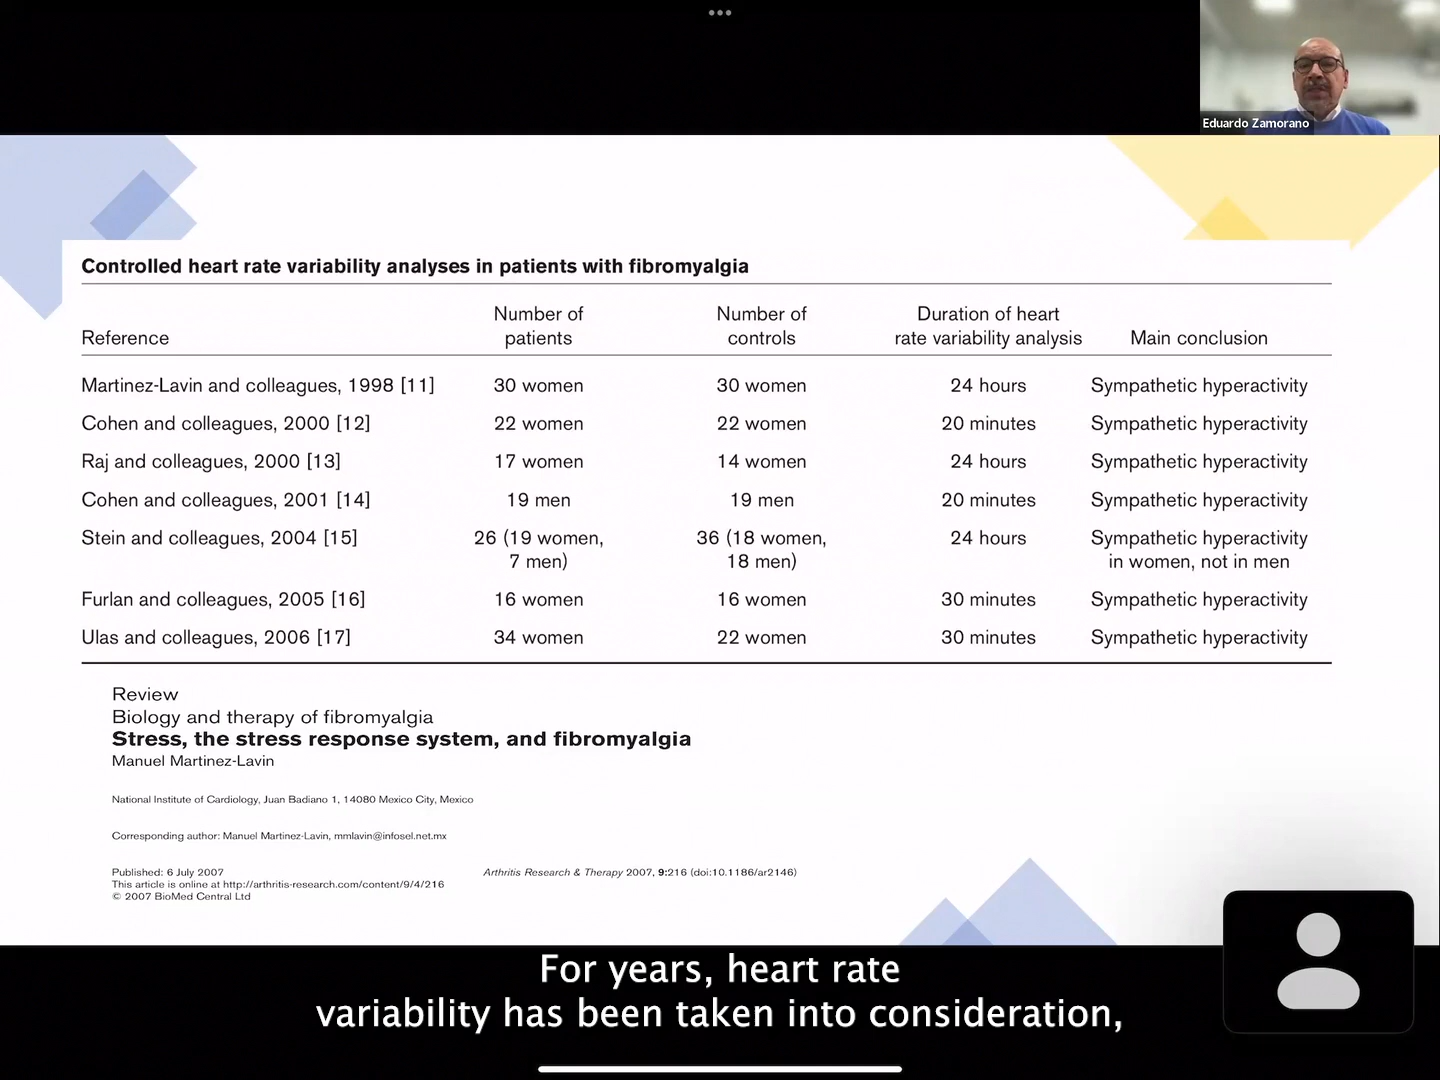 Eduardo Zamorano
Controlled heart rate variability analyses in patients with fibromyalgia
Reference
Number of
patients
Number of
controls
Duration of heart
rate variability analysis
Main conclusion
Martinez-Lavin and colleagues, 1998 [11] 30 women 30 women 24 hours Sympathetic hyperactivity
Cohen and colleagues, 2000 [12] 22 women 22 women 20 minutes Sympathetic hyperactivity
Raj and colleagues, 2000 [13] 17 women 14 women 24 hours Sympathetic hyperactivity
Cohen and colleagues, 2001 [14] 19 men 19 men 20 minutes Sympathetic hyperactivity
Stein and colleagues, 2004 [15] 26 (19 women, 36 (18 women, 24 hours Sympathetic hyperactivity
7 men) 18 men) in women, not in men
Furlan and colleagues, 2005 [16] 16 women 16 women 30 minutes Sympathetic hyperactivity
Ulas and colleagues, 2006 [17] 34 women 22 women 30 minutes Sympathetic hyperactivity
Review
Biology and therapy of fibromyalgia
Stress, the stress response system, and fibromyalgia
Manuel Martinez-Lavin
National Institute of Cardiology, Juan Badiano 1, 14080 Mexico City, Mexico
Corresponding author: Manuel Martinez-Lavin, mmlavin@infosel.net.mx
Published: 6 July 2007 Arthritis Research & Therapy 2007, 9:216 (doi:10.1186/ar2146)
This article is online at http://arthritis-research.com/content/9/4/216
© 2007 BioMed Central Ltd
For years, heart rate
variability has been taken into consideration,